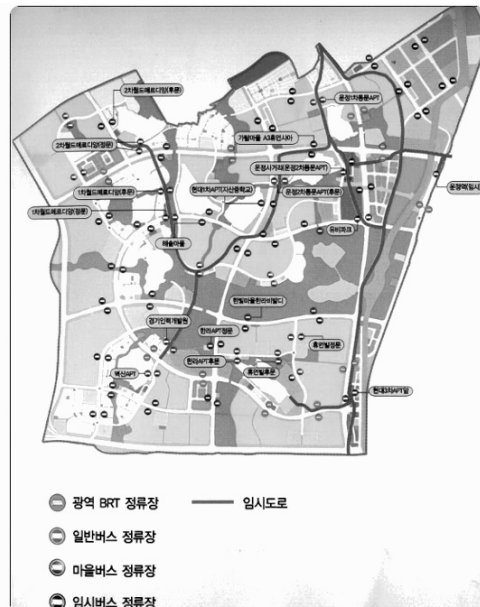 2차월드메르디앙(후문)
운정1차동문APT
2차월드메르디앙(정문)
가람마을 A3휴먼시아
운정사거리(운정2차동문APT)
1차월드메르디앙(후문)
현대1차APT(지산중학교)
운정2차동문APT(후문)
운정역(임시)
1차월드메르디앙(정문)
유비파크
해솔마을
한빛마을한라비발디
경기인력개발원
한라APT정문
휴먼빌정문
벽산APT
한라APT후문
휴먼빌후문
현대3차APT앞
광역 BRT 정류장
임시도로
일반버스 정류장
마을버스 정류장
임시버스 정류장